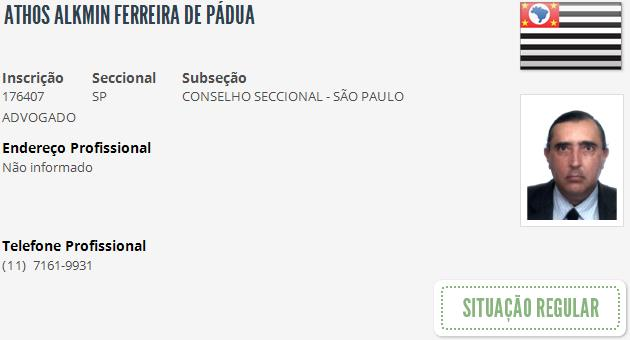 ATHOS ALKMIN FERREIRA DE PÁDUA
Inscrição Seccional Subseção
176407 SP CONSELHO SECCIONAL - SÃO PAULO
ADVOGADO
Endereço Profissional
Não informado
Telefone Profissional
(11) 7161-9931
SITUAÇÃO REGULAR